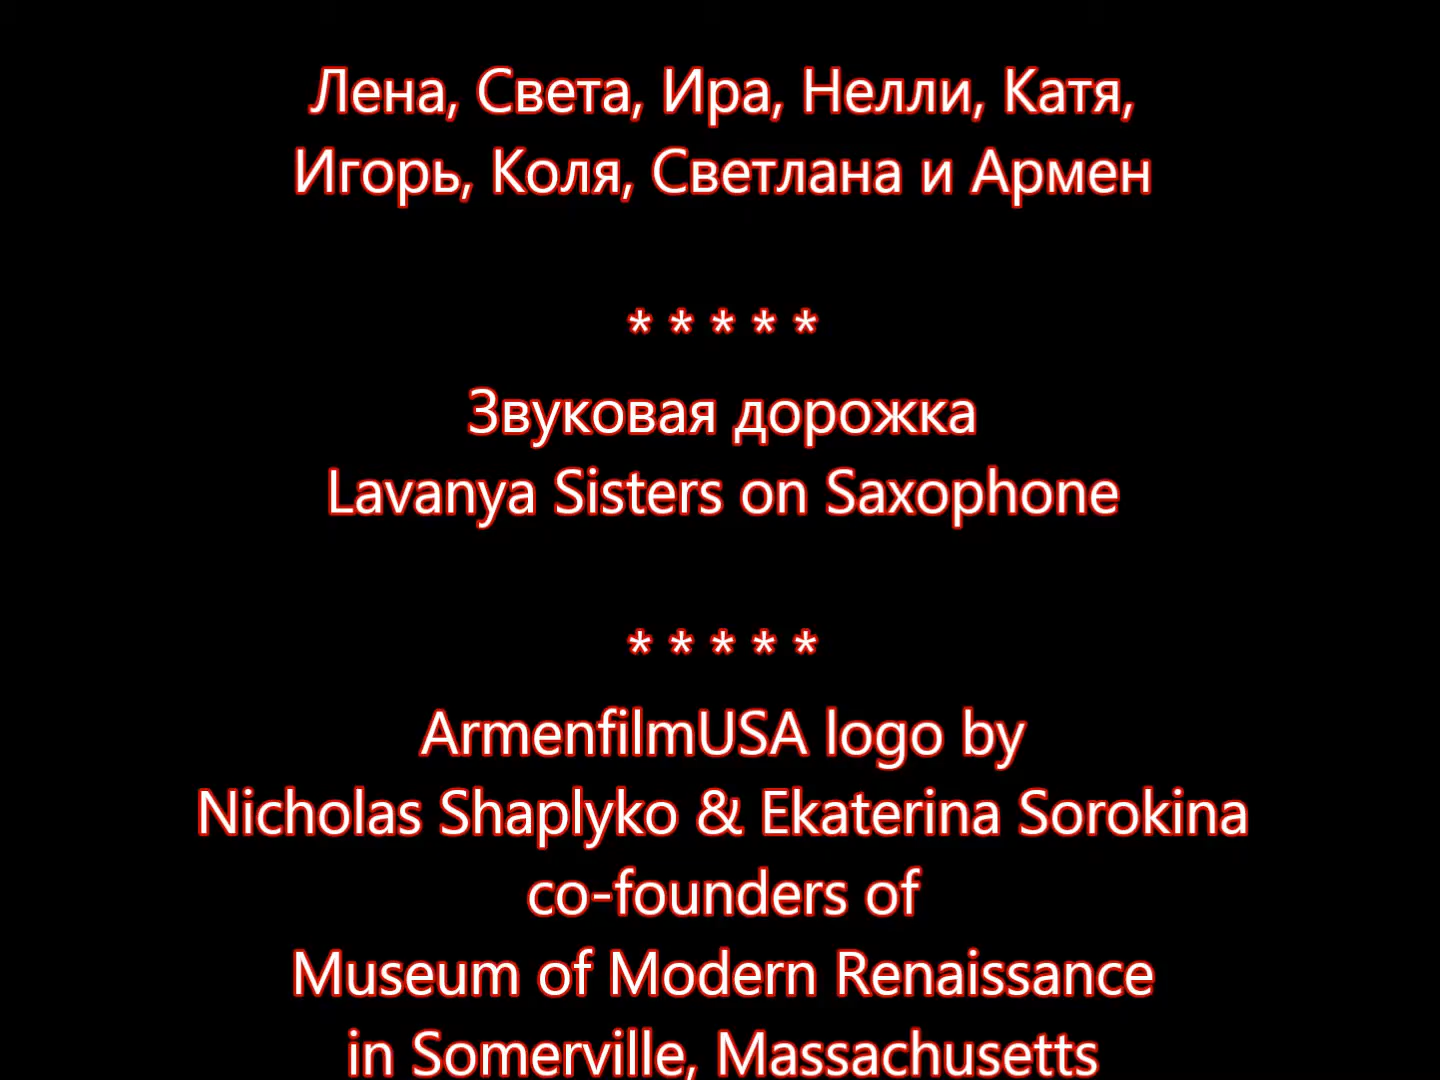 Лена, Света, Ира, Нелли, Катя,
Игорь, Коля, Светлана и Армен
* * * * *
Звуковая дорожка
Lavanya Sisters on Saxophone
* * * * *
ArmenfilmUSA logo by
Nicholas Shaplyko & Ekaterina Sorokina
co-founders of
Museum of Modern Renaissance
in Somerville, Massachusetts